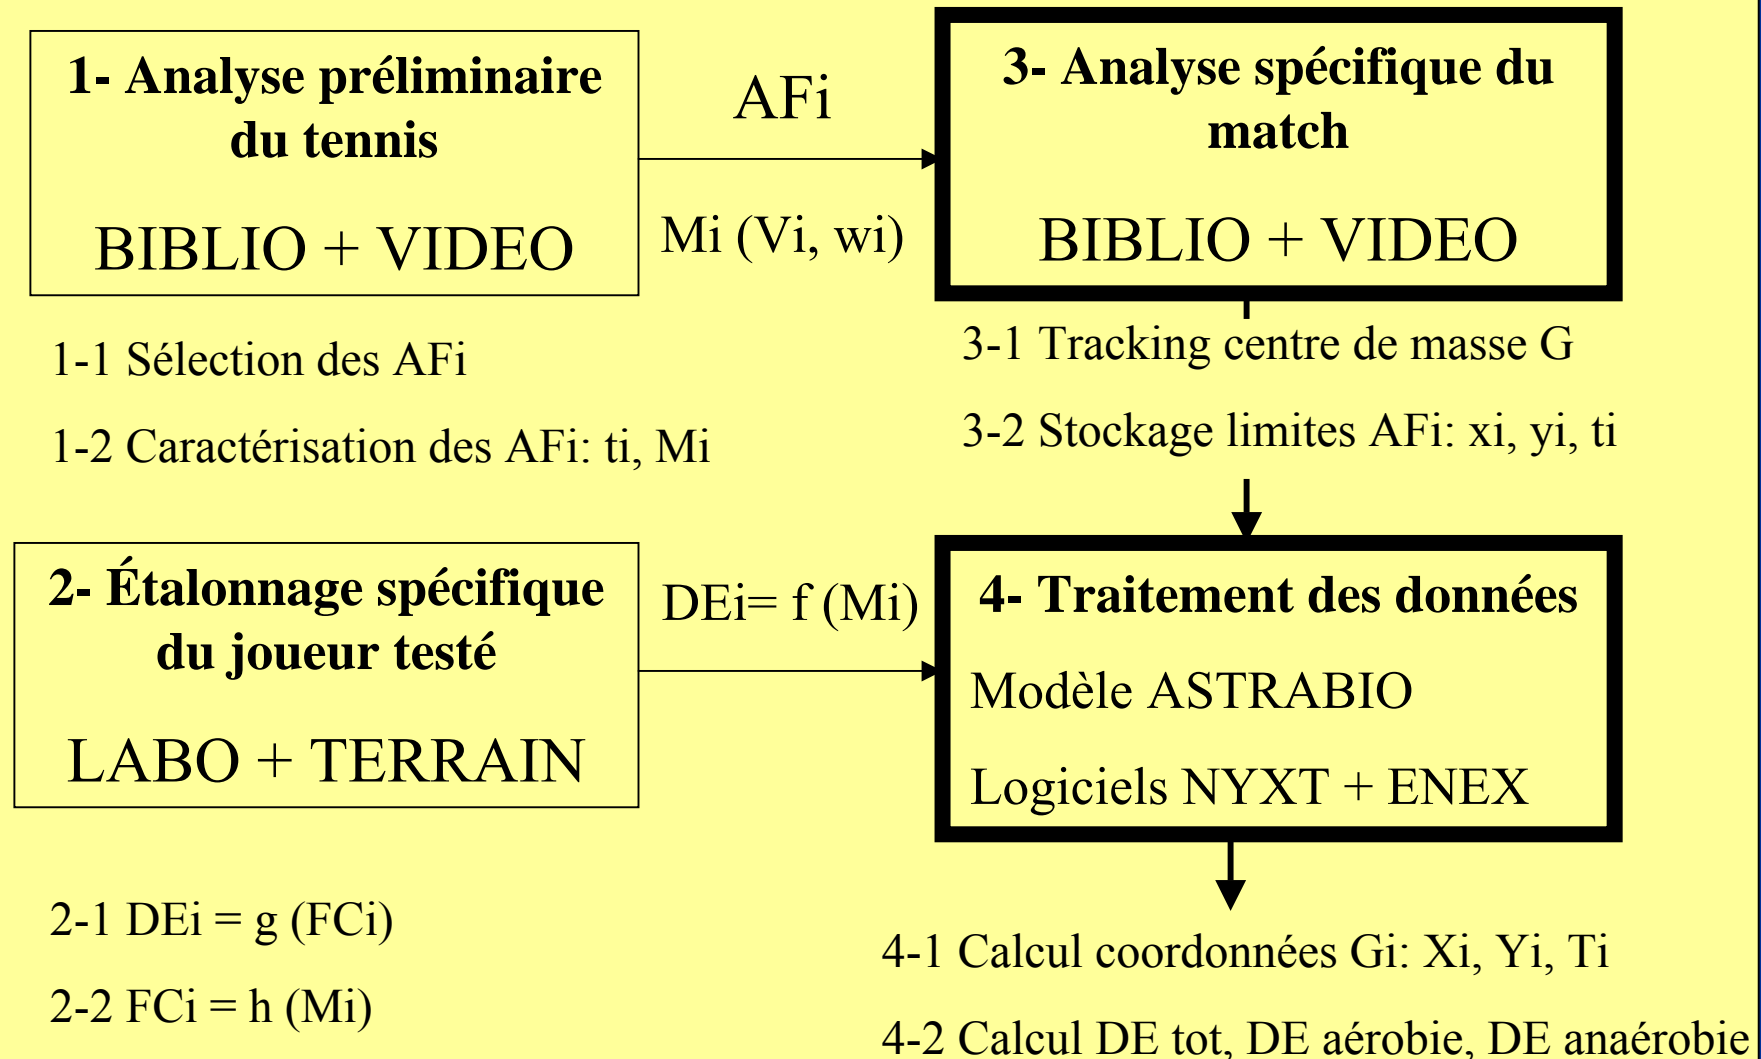 1- Analyse préliminaire
du tennis
BIBLIO + VIDEO
AFi
Mi (Vi, wi)
3- Analyse spécifique du
match
BIBLIO + VIDEO
1-1 Sélection des AFi
1-2 Caractérisation des AFi: ti, Mi
3-1 Tracking centre de masse G
3-2 Stockage limites AFi: xi, yi, ti
2- Étalonnage spécifique
du joueur testé
LABO + TERRAIN
DEi= f (Mi)
4- Traitement des données
Modèle ASTRABIO
Logiciels NYXT + ENEX
2-1 DEi = g (FCi)
2-2 FCi = h (Mi)
4-1 Calcul coordonnées Gi: Xi, Yi, Ti
4-2 Calcul DE tot, DE aérobie, DE anaérobie